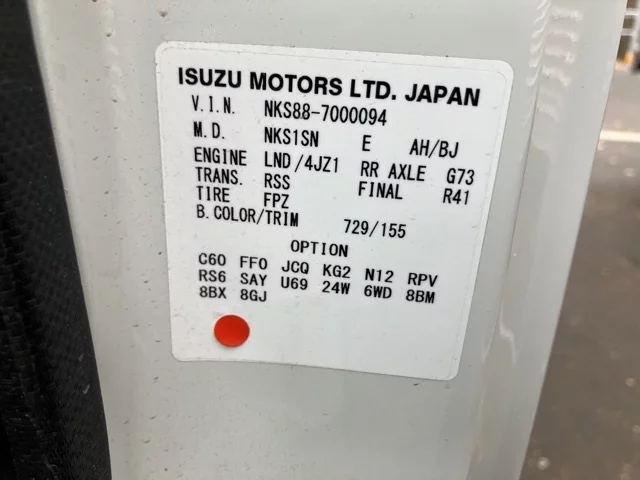 ISUZU MOTORS LTD. JAPAN
V.I.N. NKS88-7000094
M.D. NKS1SN E AH/BJ
ENGINE LND/4JZ1 RR AXLE G73
TRANS. RSS FINAL R41
TIRE FPZ
B.COLOR/TRIM 729/155
OPTION
C60 FF0 JCQ KG2 N12 RPV
RS6 SAY U69 24W 6WD 8BM
8BX 8GJ